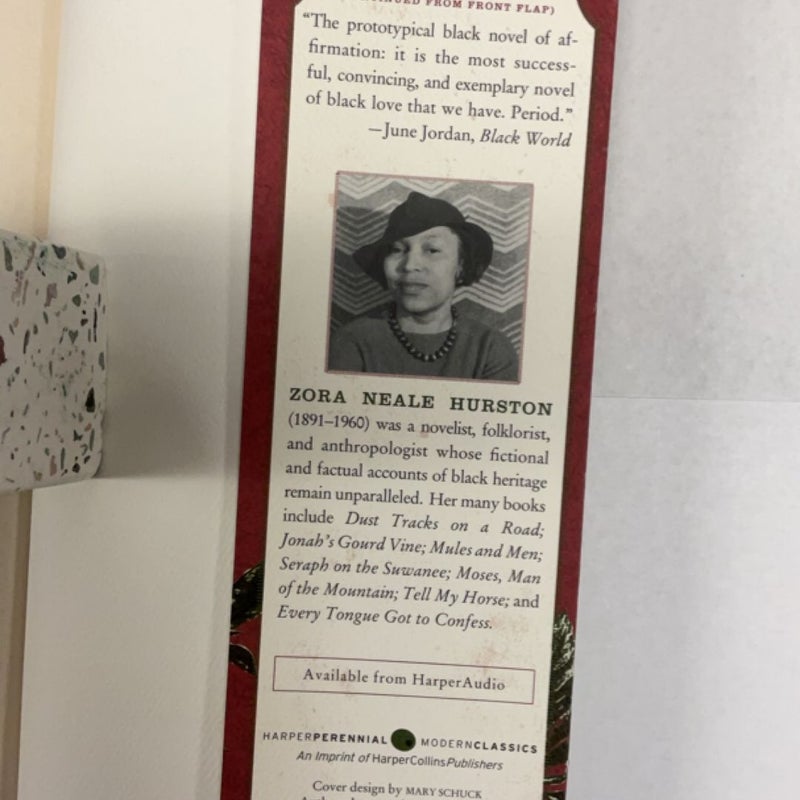 FROM FRONT FLAP)
“The prototypical black novel of af-
firmation: it is the most success-
ful, convincing, and exemplary novel
of black love that we have. Period.”
—June Jordan, Black World
ZORA NEALE HURSTON
(1891–1960) was a novelist, folklorist,
and anthropologist whose fictional
and factual accounts of black heritage
remain unparalleled. Her many books
include Dust Tracks on a Road;
Jonah’s Gourd Vine; Mules and Men;
Seraph on the Suwanee; Moses, Man
of the Mountain; Tell My Horse; and
Every Tongue Got to Confess.
Available from HarperAudio
HARPERPERENNIAL MODERNCLASSICS
An Imprint of HarperCollinsPublishers
Cover design by MARY SCHUCK